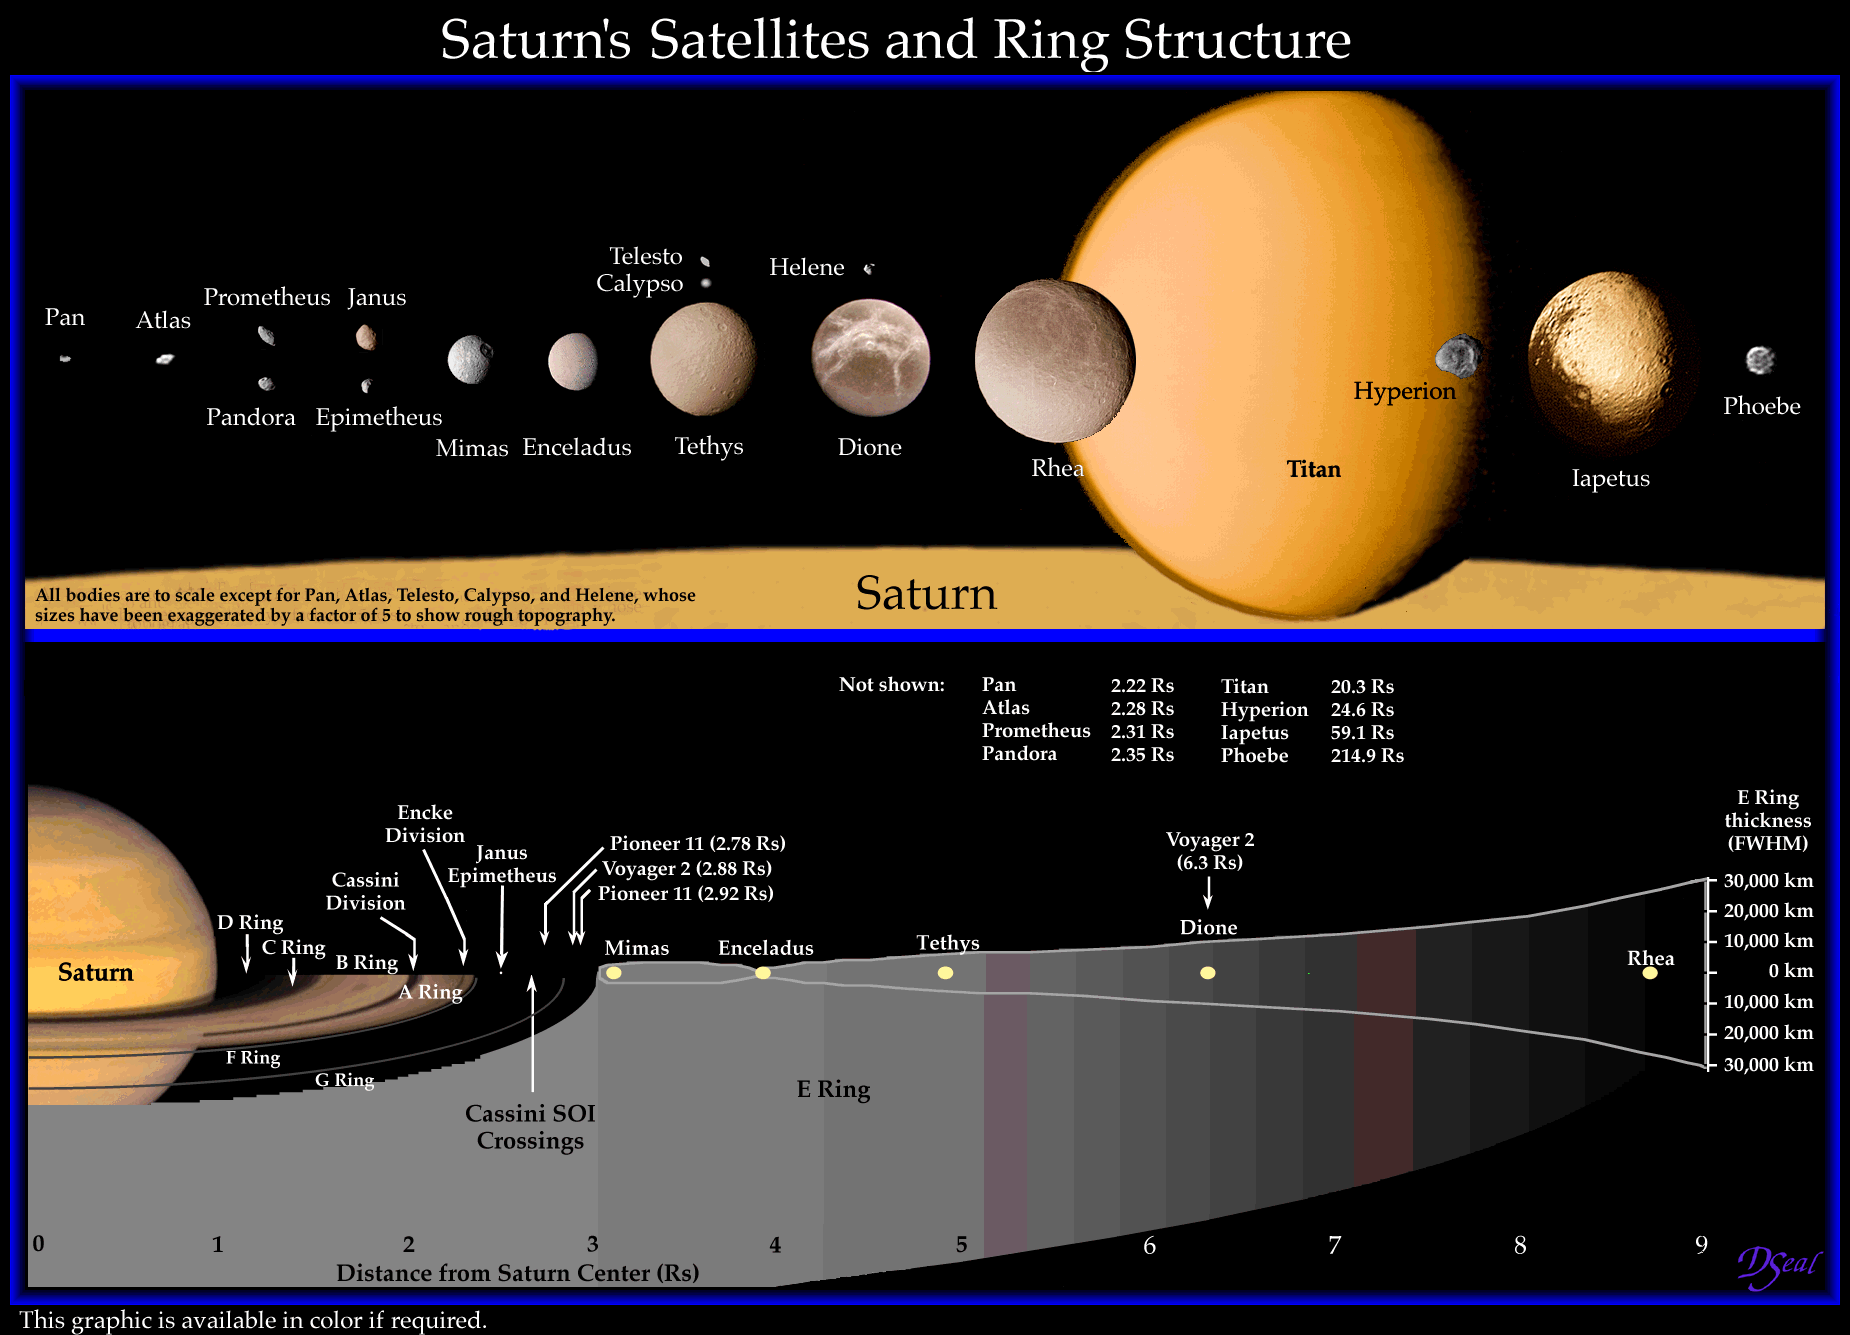 Saturn's Satellites and Ring Structure
Telesto
Calypso
Helene
Prometheus
Janus
Pan
Atlas
Hyperion
Phoebe
Pandora
Epimetheus
Mimas
Enceladus
Tethys
Dione
Rhea
Titan
Iapetus
All bodies are to scale except for Pan, Atlas, Telesto, Calypso, and Helene, whose
sizes have been exaggerated by a factor of 5 to show rough topography.
Saturn
Not shown:
Pan 2.22 Rs
Atlas 2.28 Rs
Prometheus 2.31 Rs
Pandora 2.35 Rs
Titan 20.3 Rs
Hyperion 24.6 Rs
Iapetus 59.1 Rs
Phoebe 214.9 Rs
Encke
Division
Janus
Epimetheus
Cassini
Division
D Ring
C Ring
B Ring
A Ring
Saturn
F Ring
G Ring
Pioneer 11 (2.78 Rs)
Voyager 2 (2.88 Rs)
Pioneer 11 (2.92 Rs)
Voyager 2
(6.3 Rs)
Mimas
Enceladus
Tethys
Dione
Rhea
E Ring
thickness
(FWHM)
30,000 km
20,000 km
10,000 km
0 km
10,000 km
20,000 km
30,000 km
E Ring
Cassini SOI
Crossings
0 1 2 3 4 5 6 7 8 9
Distance from Saturn Center (Rs)
DSeal
This graphic is available in color if required.